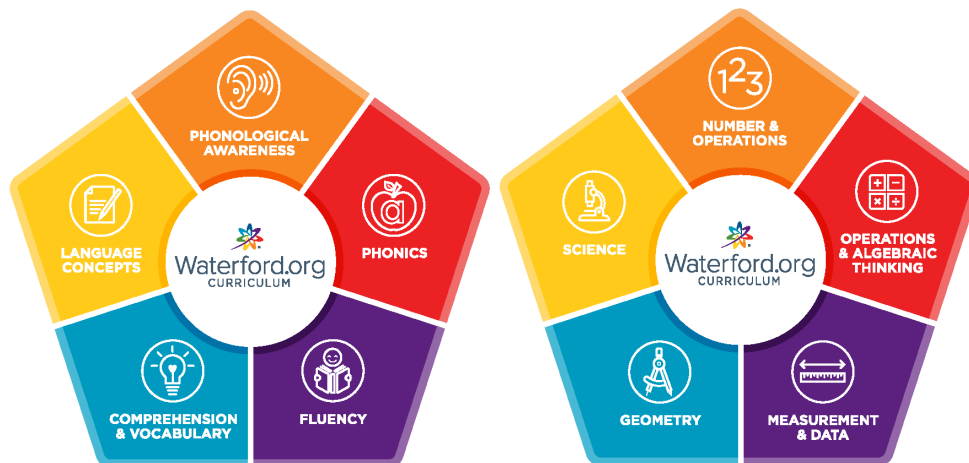 PHONOLOGICAL
AWARENESS
LANGUAGE
CONCEPTS
a
PHONICS
Waterford.org
CURRICULUM
COMPREHENSION
& VOCABULARY
FLUENCY
123
NUMBER &
OPERATIONS
SCIENCE
+ −
× ÷
OPERATIONS
& ALGEBRAIC
THINKING
Waterford.org
CURRICULUM
GEOMETRY
MEASUREMENT
& DATA